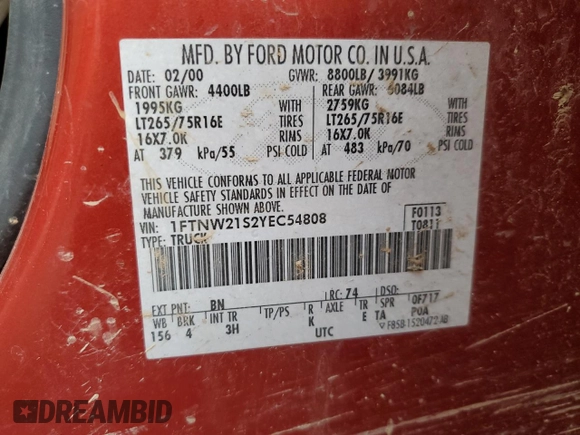 MFD. BY FORD MOTOR CO. IN U.S.A.
DATE: 02/00 GVWR: 8800LB/ 3991KG
FRONT GAWR: 4400LB REAR GAWR: 6084LB
1995KG WITH 2759KG WITH
LT265/75R16E TIRES LT265/75R16E TIRES
16X7.0K RIMS 16X7.0K RIMS
AT 379 kPa/55 PSI COLD AT 483 kPa/70 PSI COLD
THIS VEHICLE CONFORMS TO ALL APPLICABLE FEDERAL MOTOR
VEHICLE SAFETY STANDARDS IN EFFECT ON THE DATE OF
MANUFACTURE SHOWN ABOVE.
VIN: 1FTNW21S2YEC54808 F0113
TYPE: TRUCK T0811
EXT PNT: BN RC: 74 DSO:
WB BRK INT TR TP/PS R AXLE TR SPR 0F717
156 4 3H K E TA P0A
UTC F85B-1520472-AB
DREAMBID